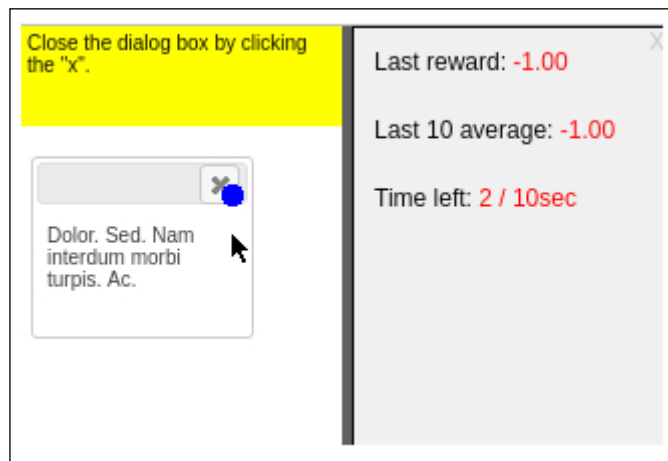 Close the dialog box by clicking
the "x".
X
Last reward: -1.00
Last 10 average: -1.00
Time left: 2 / 10sec
Dolor. Sed. Nam
interdum morbi
turpis. Ac.